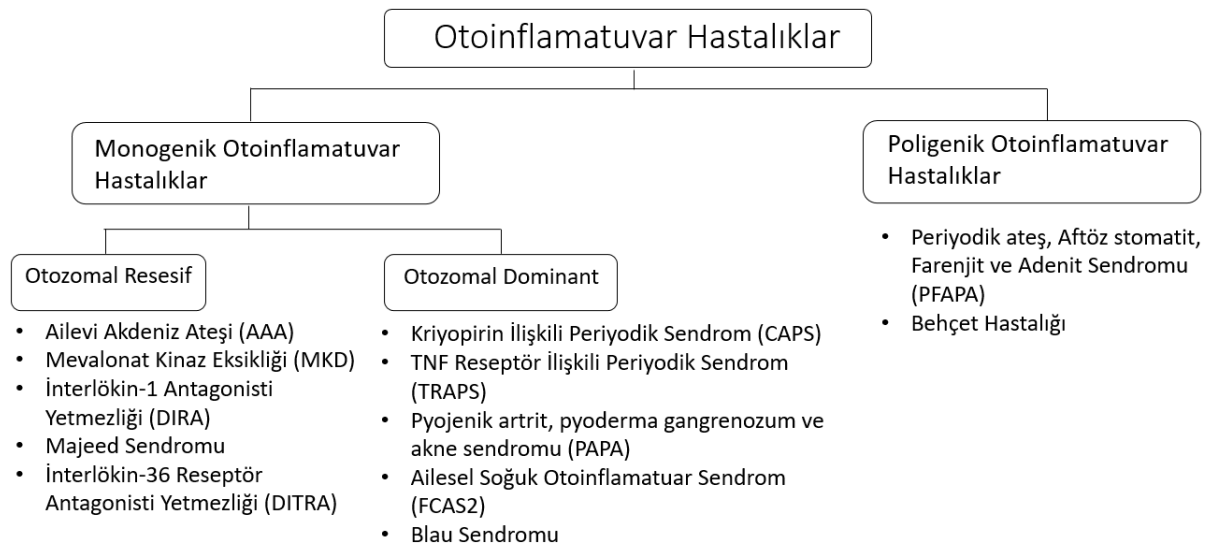 Otoinflamatuvar Hastalıklar
Monogenik Otoinflamatuvar
Hastalıklar
Poligenik Otoinflamatuvar
Hastalıklar
Otozomal Resesif
• Ailevi Akdeniz Ateşi (AAA)
• Mevalonat Kinaz Eksikliği (MKD)
• İnterlökin-1 Antagonisti
Yetmezliği (DIRA)
• Majeed Sendromu
• İnterlökin-36 Reseptör
Antagonisti Yetmezliği (DITRA)
Otozomal Dominant
• Kriyopirin İlişkili Periyodik Sendrom (CAPS)
• TNF Reseptör İlişkili Periyodik Sendrom
(TRAPS)
• Pyojenik artrit, pyoderma gangrenozum ve
akne sendromu (PAPA)
• Ailesel Soğuk Otoinflamatuar Sendrom
(FCAS2)
• Blau Sendromu
• Periyodik ateş, Aftöz stomatit,
Farenjit ve Adenit Sendromu
(PFAPA)
• Behçet Hastalığı